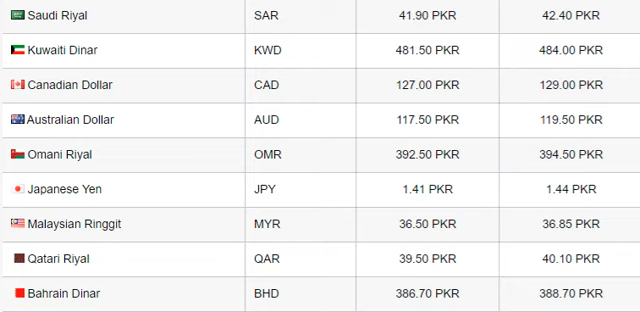 Saudi Riyal SAR 41.90 PKR 42.40 PKR
Kuwaiti Dinar KWD 481.50 PKR 484.00 PKR
Canadian Dollar CAD 127.00 PKR 129.00 PKR
Australian Dollar AUD 117.50 PKR 119.50 PKR
Omani Riyal OMR 392.50 PKR 394.50 PKR
Japanese Yen JPY 1.41 PKR 1.44 PKR
Malaysian Ringgit MYR 36.50 PKR 36.85 PKR
Qatari Riyal QAR 39.50 PKR 40.10 PKR
Bahrain Dinar BHD 386.70 PKR 388.70 PKR